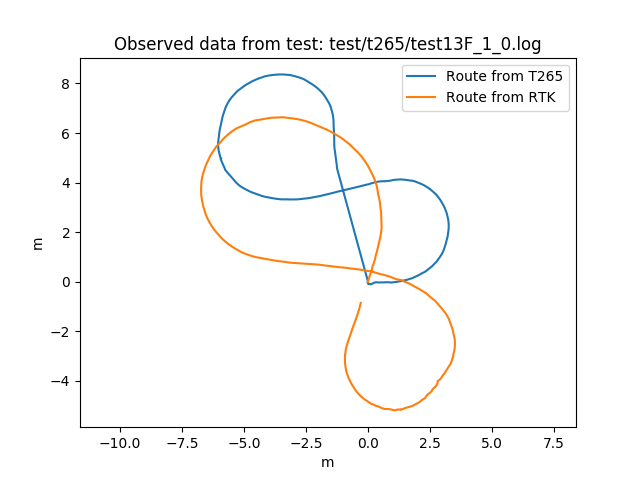 Observed data from test: test/t265/test13F_1_0.log
Route from T265
Route from RTK
8
6
4
2
0
−2
−4
m
−10.0 −7.5 −5.0 −2.5 0.0 2.5 5.0 7.5
m